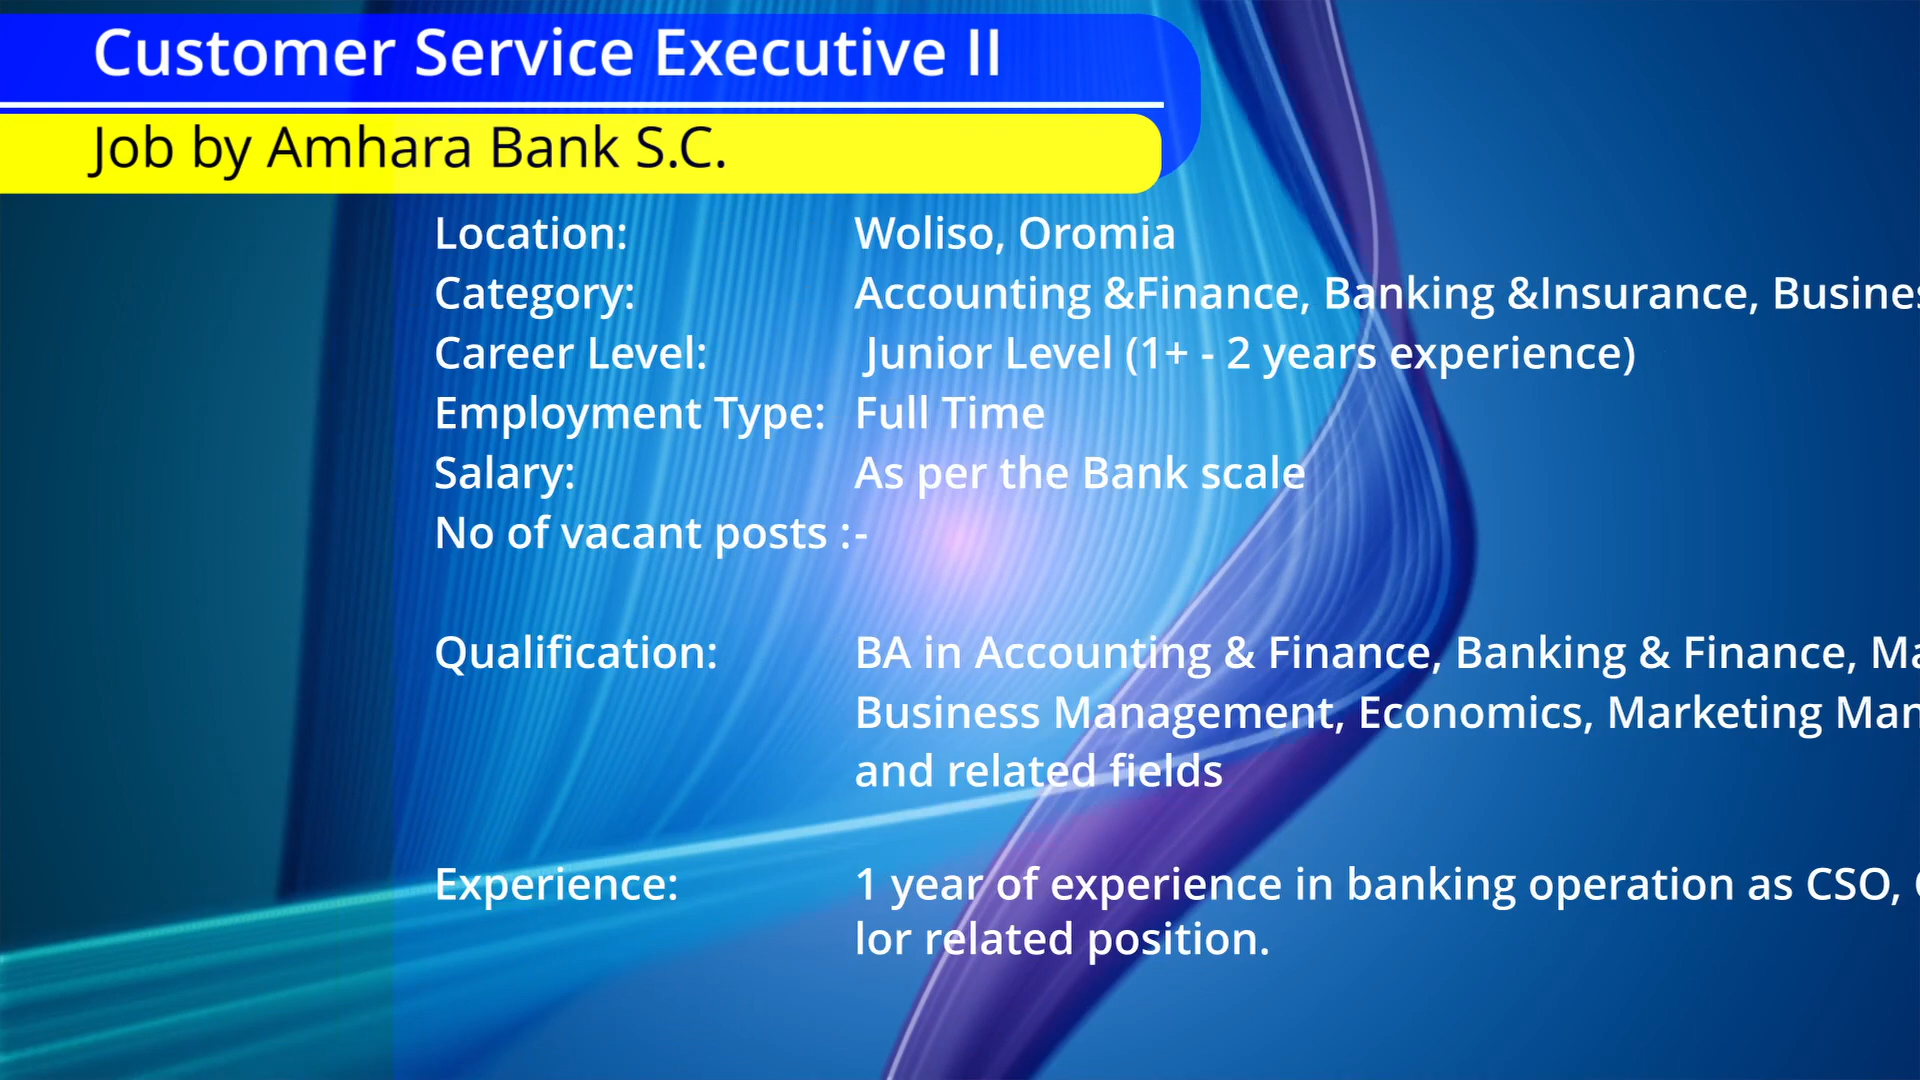 Customer Service Executive II
Job by Amhara Bank S.C.
Location: Woliso, Oromia
Category: Accounting &Finance, Banking &Insurance,
Career Level: Junior Level (1+ - 2 years experience)
Employment Type: Full Time
Salary: As per the Bank scale
No of vacant posts :-
Qualification: BA in Accounting & Finance, Banking & Finance,
Business Management, Economics, Marketing
and related fields
Experience: 1 year of experience in banking operation as CSO,
lor related position.